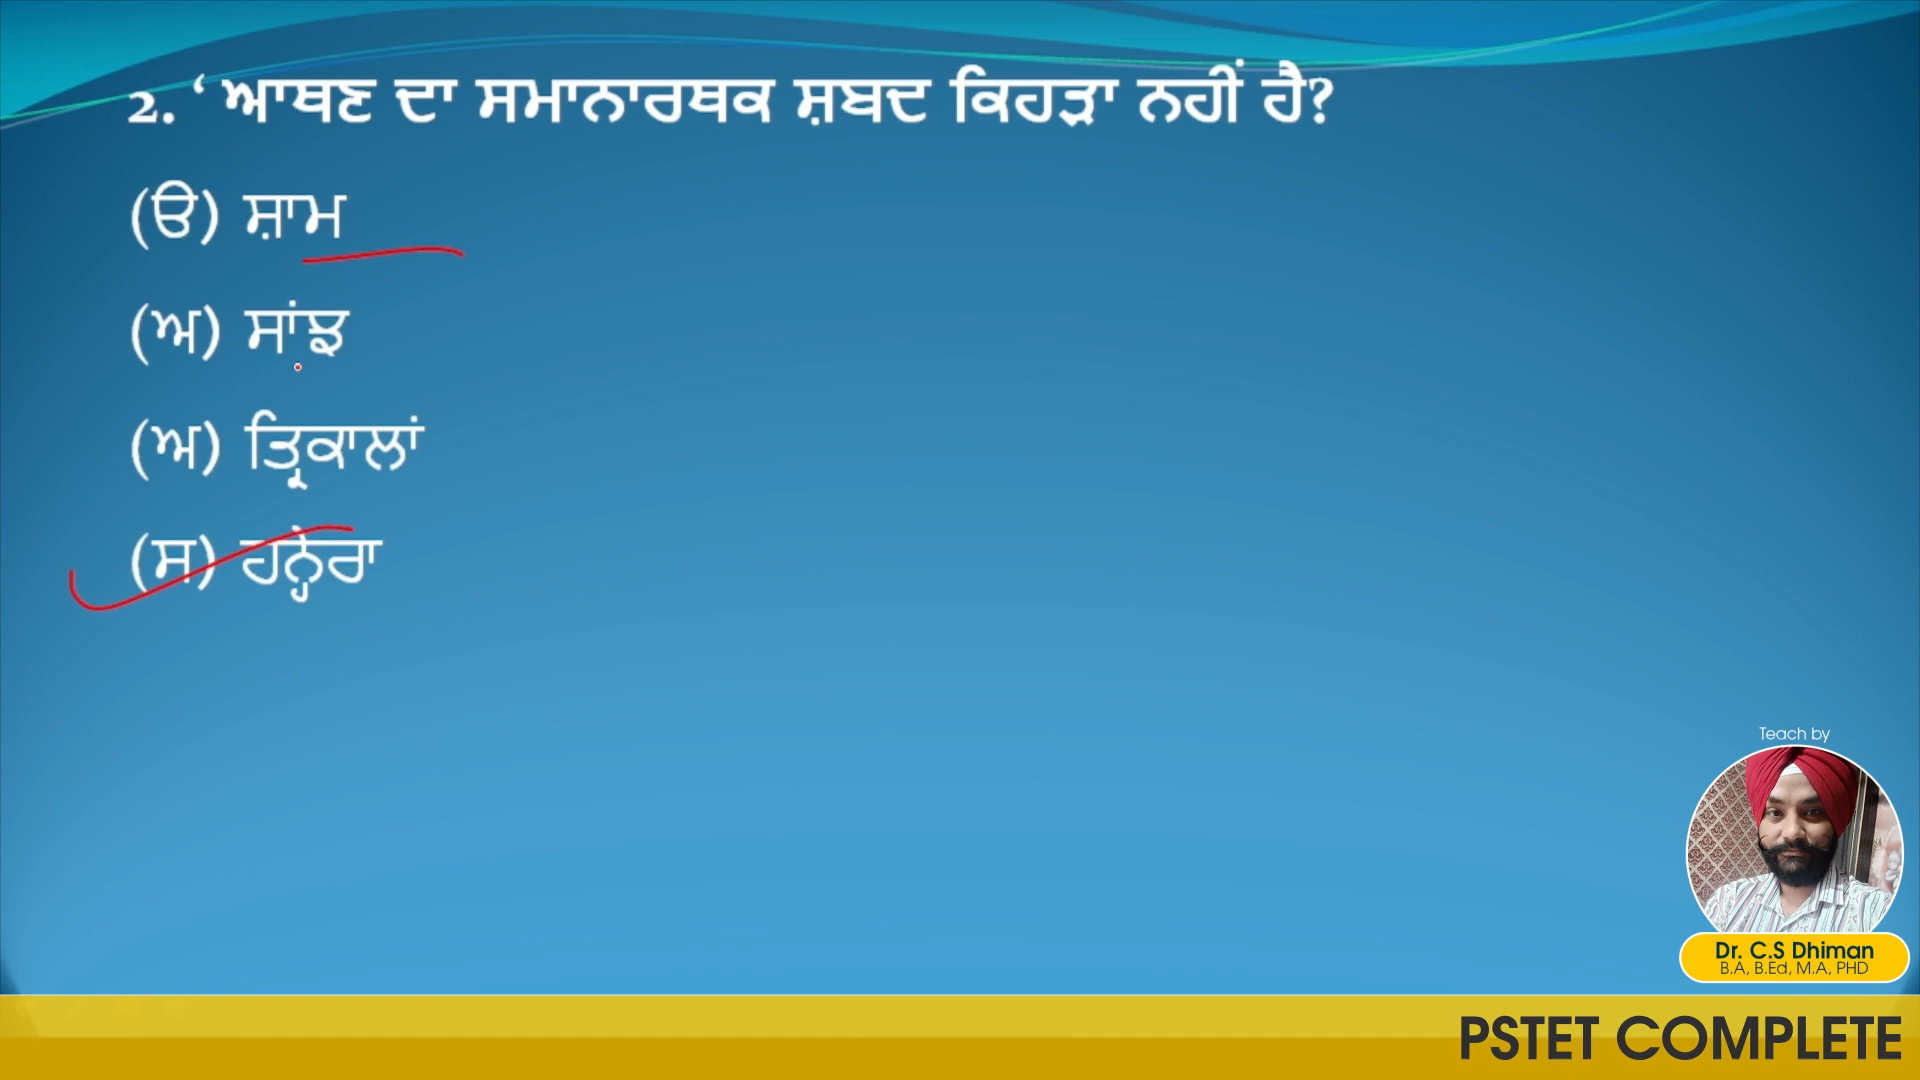 2. ‘ ਆਥਣ ਦਾ ਸਮਾਨਾਰਥਕ ਸ਼ਬਦ ਕਿਹੜਾ ਨਹੀਂ ਹੈ?
(ੳ) ਸ਼ਾਮ
(ਅ) ਸਾਂਝ
(ਅ) ਤ੍ਰਿਕਾਲਾਂ
(ਸ) ਹਨ੍ਹੇਰਾ
Teach by
Dr. C.S Dhiman
B.A, B.Ed, M.A, PHD
PSTET COMPLETE